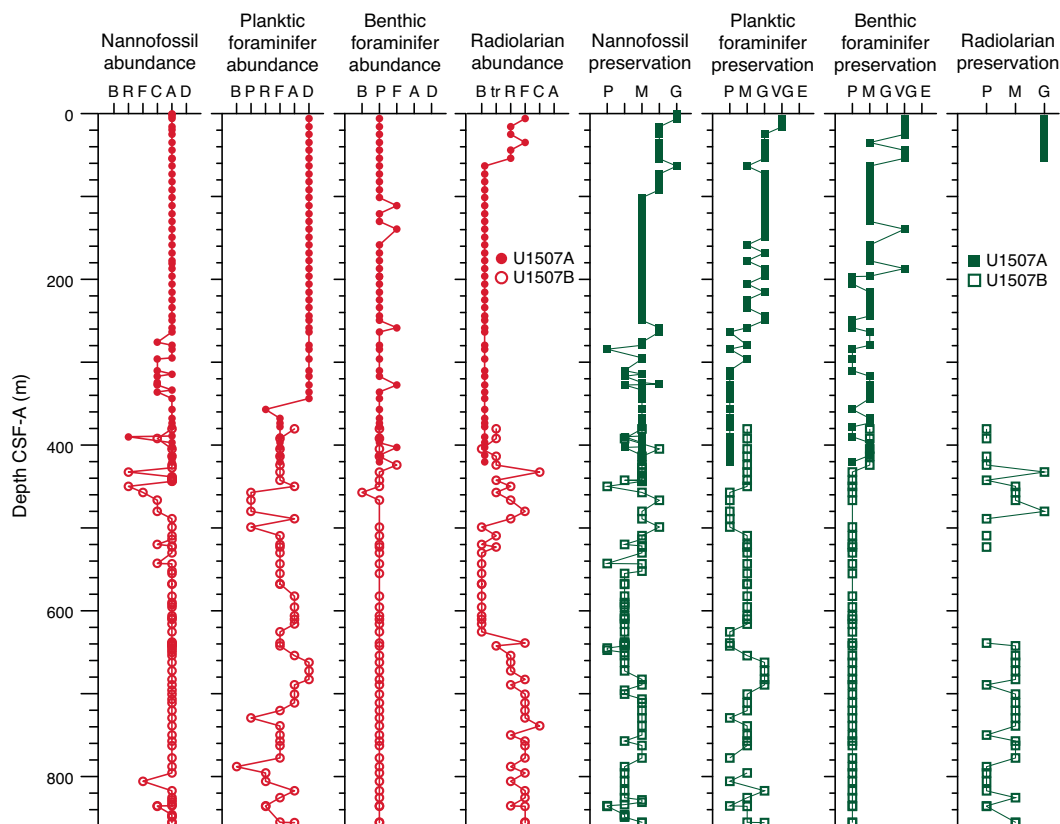 Nannofossil
abundance
Planktic
foraminifer
abundance
Benthic
foraminifer
abundance
Radiolarian
abundance
Nannofossil
preservation
Planktic
foraminifer
preservation
Benthic
foraminifer
preservation
Radiolarian
preservation
B R F C A D
B P R F A D
B P F A D
B tr R F C A
P M G
P M G VG E
P M G VG E
P M G
0
200
400
600
800
Depth CSF-A (m)
U1507A
U1507B
U1507A
U1507B